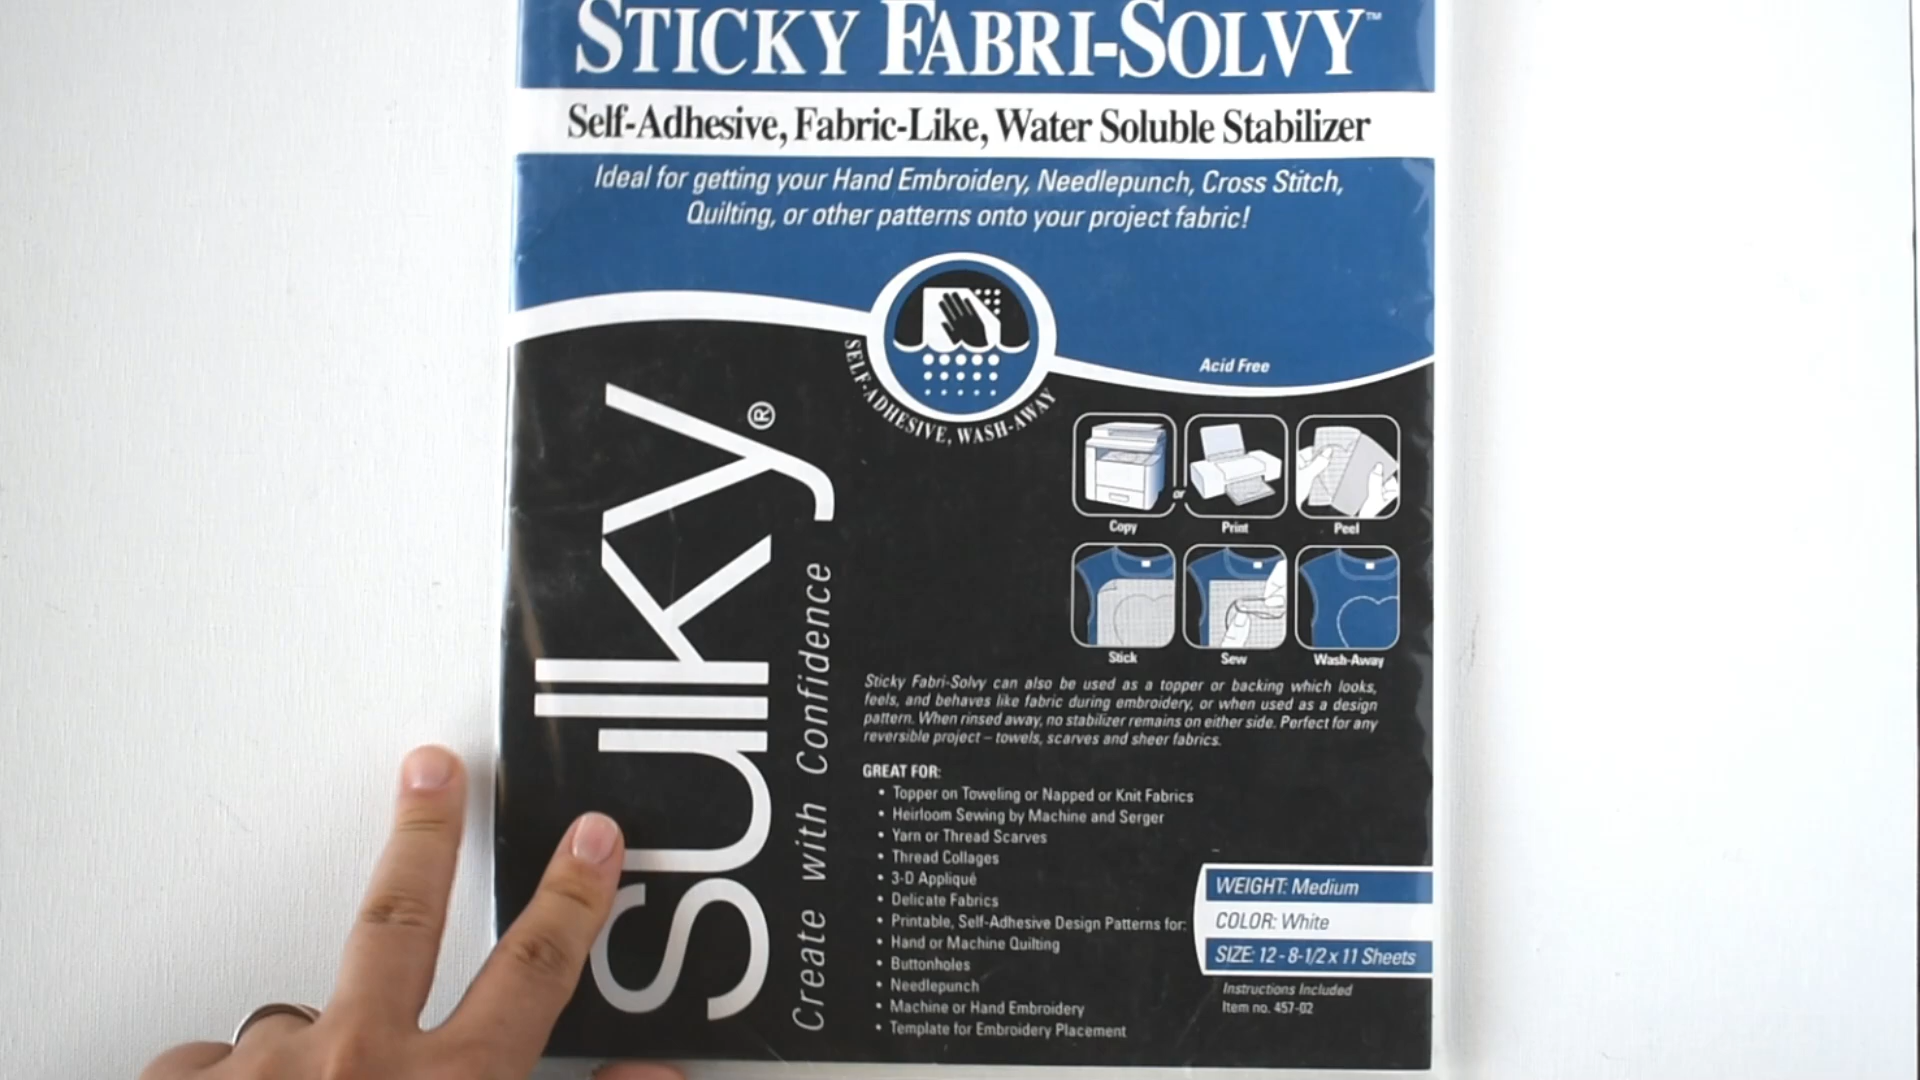 STICKY FABRI-SOLVY™
Self-Adhesive, Fabric-Like, Water Soluble Stabilizer
Ideal for getting your Hand Embroidery, Needlepunch, Cross Stitch,
Quilting, or other patterns onto your project fabric!
SELF-ADHESIVE, WASH-AWAY
Acid Free
Sulky®
Create with Confidence
or
Copy
Print
Peel
Stick
Sew
Wash-Away
Sticky Fabri-Solvy can also be used as a topper or backing which looks,
feels, and behaves like fabric during embroidery, or when used as a design
pattern. When rinsed away, no stabilizer remains on either side. Perfect for any
reversible project – towels, scarves and sheer fabrics.
GREAT FOR:
• Topper on Toweling or Napped or Knit Fabrics
• Heirloom Sewing by Machine and Serger
• Yarn or Thread Scarves
• Thread Collages
• 3-D Appliqué
• Delicate Fabrics
• Printable, Self-Adhesive Design Patterns for:
• Hand or Machine Quilting
• Buttonholes
• Needlepunch
• Machine or Hand Embroidery
• Template for Embroidery Placement
WEIGHT: Medium
COLOR: White
SIZE: 12 - 8-1/2 x 11 Sheets
Instructions Included
Item no. 457-02